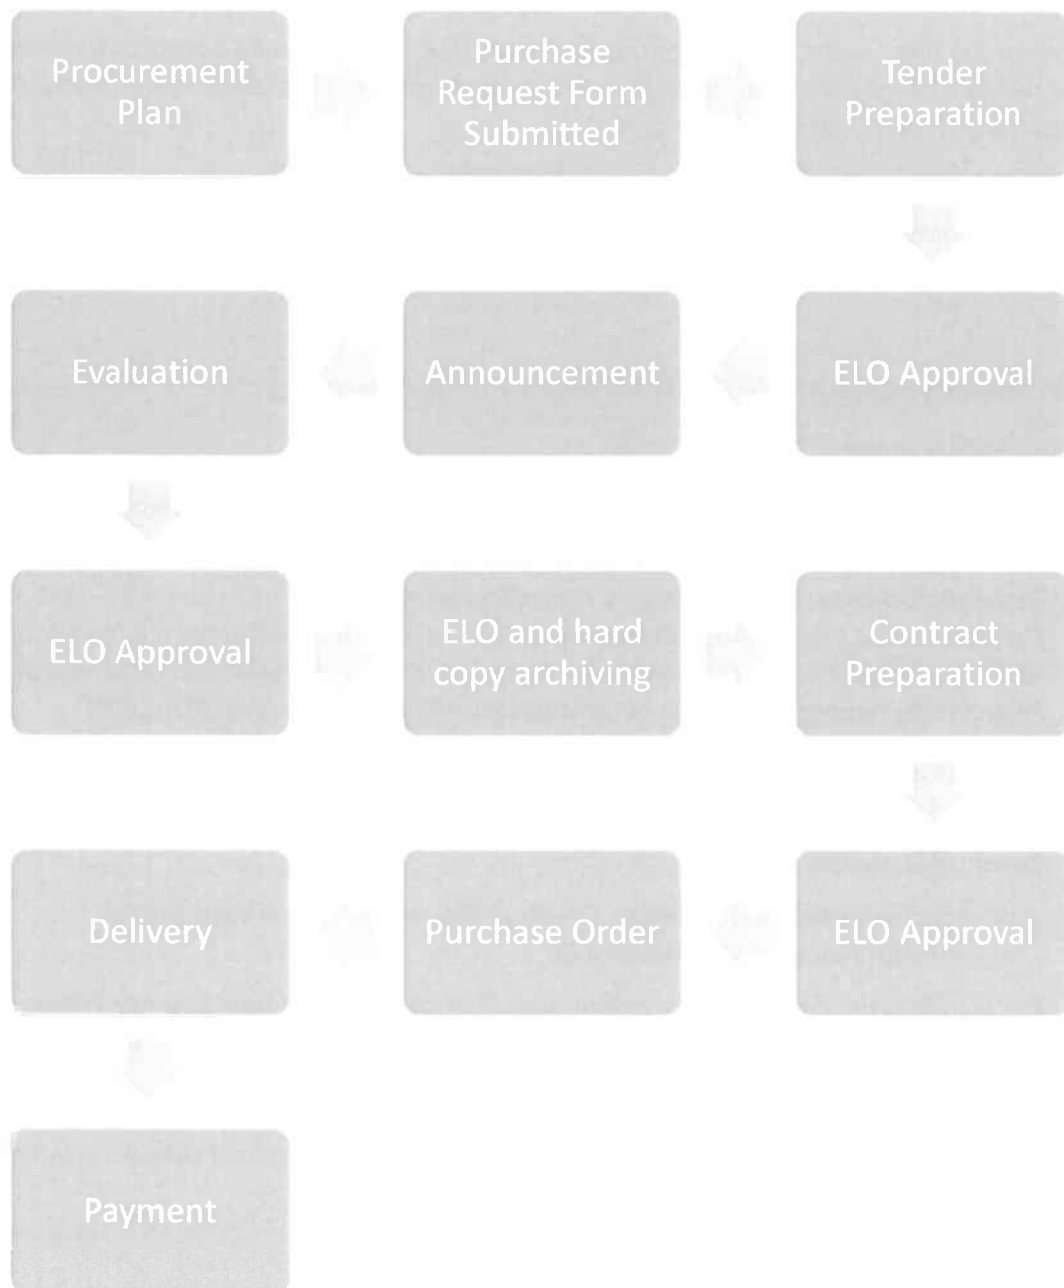 Procurement
Plan
Purchase
Request Form
Submitted
Tender
Preparation
Evaluation
Announcement
ELO Approval
ELO Approval
ELO and hard
copy archiving
Contract
Preparation
Delivery
Purchase Order
ELO Approval
Payment